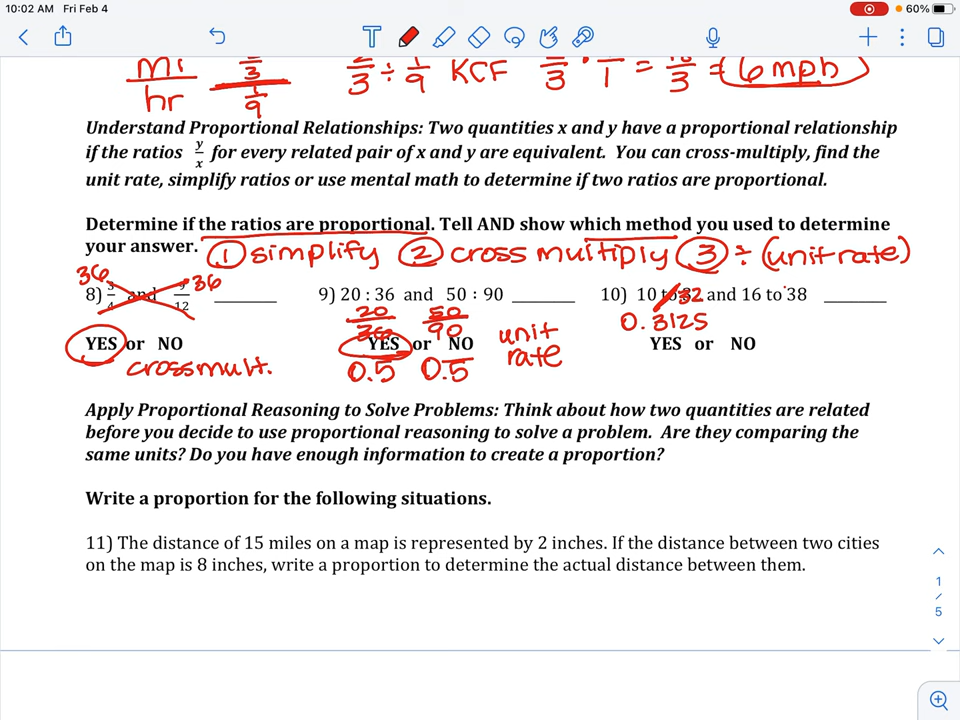 10:02 AM Fri Feb 4
60%
T
mi
hr
3
1
9
3 ÷ 1/9 KCF 3 · 1 = 3 = 6 mph
Understand Proportional Relationships: Two quantities x and y have a proportional relationship
if the ratios y/x for every related pair of x and y are equivalent. You can cross-multiply, find the
unit rate, simplify ratios or use mental math to determine if two ratios are proportional.
Determine if the ratios are proportional. Tell AND show which method you used to determine
your answer.
① simplify ② cross multiply ③ ÷ (unit rate)
36 36
8) 3/4 and 9/12 ________ 9) 20 : 36 and 50 : 90 ________ 10) 10 to 32 and 16 to 38 ________
20/36 50/90 unit rate
0.3125
YES or NO YES or NO YES or NO
cross mult. 0.5 0.5
Apply Proportional Reasoning to Solve Problems: Think about how two quantities are related
before you decide to use proportional reasoning to solve a problem. Are they comparing the
same units? Do you have enough information to create a proportion?
Write a proportion for the following situations.
11) The distance of 15 miles on a map is represented by 2 inches. If the distance between two cities
on the map is 8 inches, write a proportion to determine the actual distance between them.
1
/
5